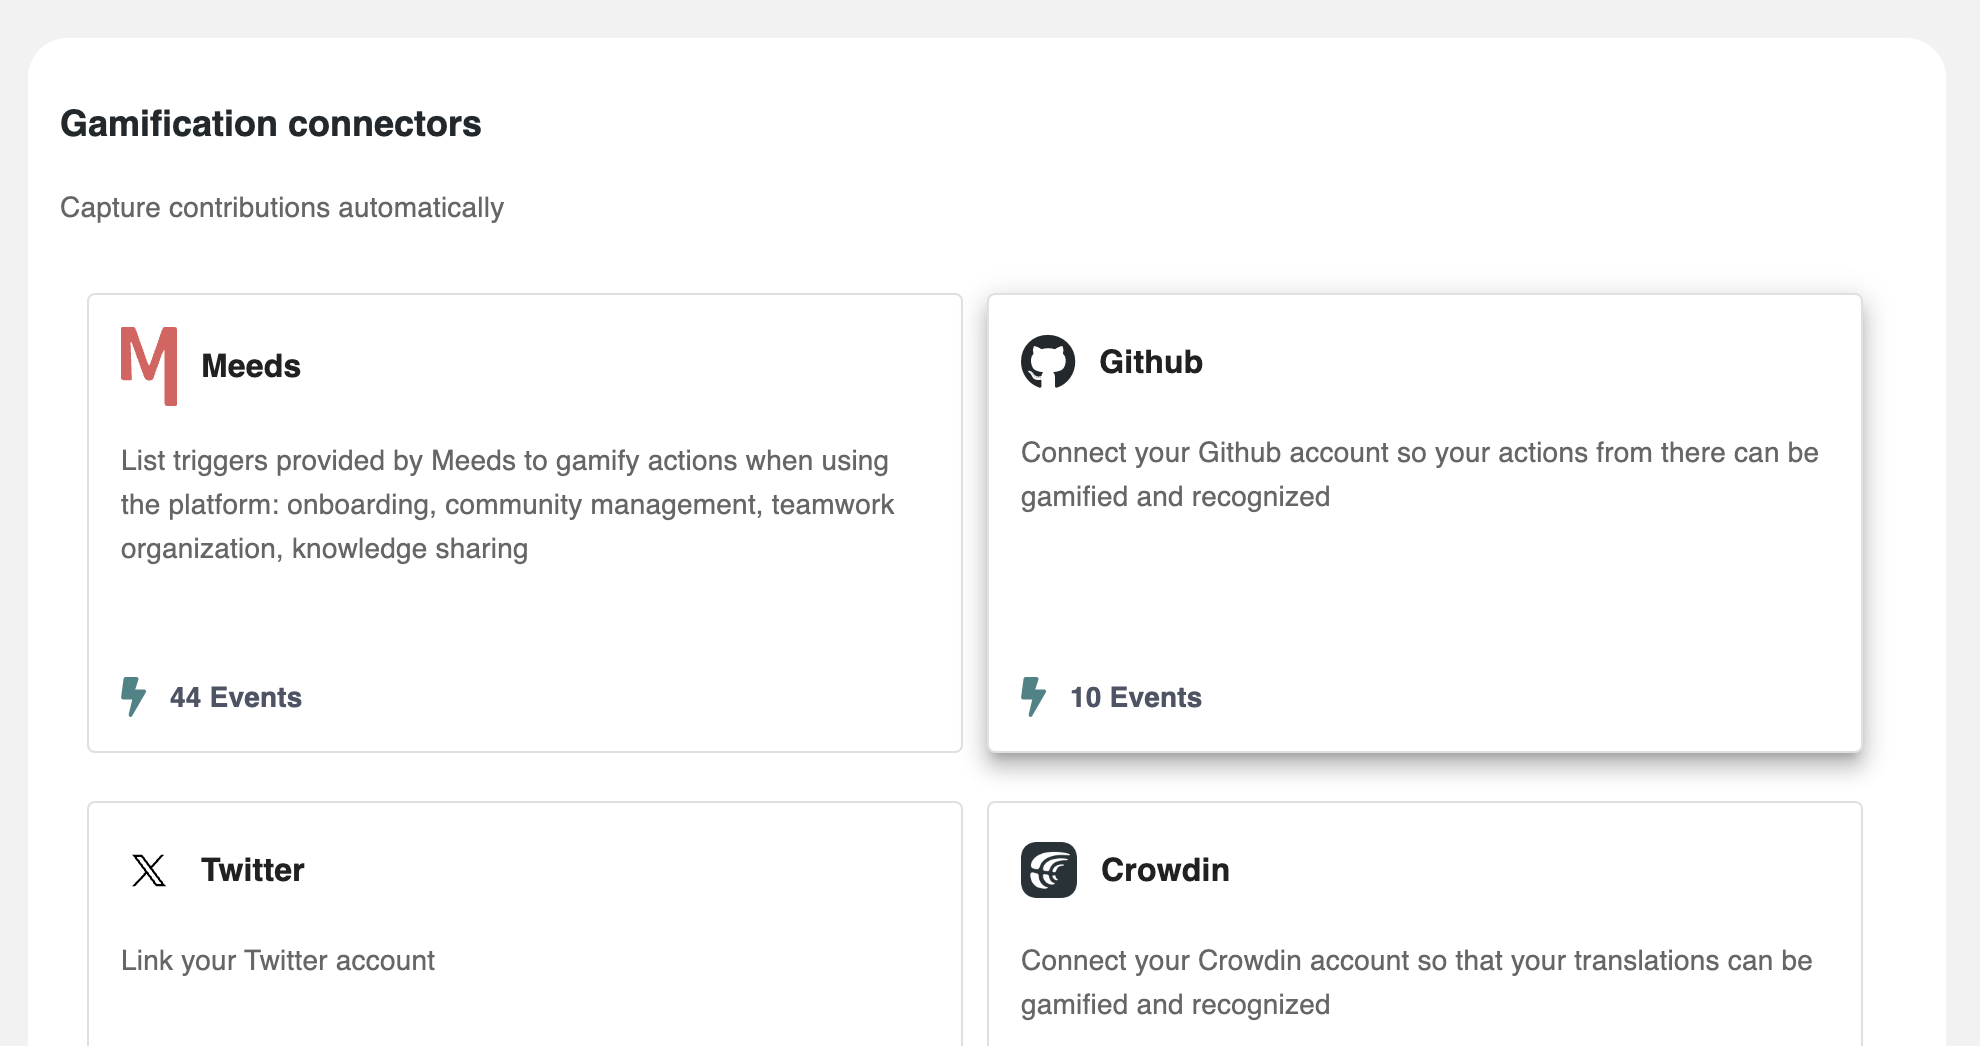 Gamification connectors
Capture contributions automatically
Meeds
List triggers provided by Meeds to gamify actions when using
the platform: onboarding, community management, teamwork
organization, knowledge sharing
44 Events
Github
Connect your Github account so your actions from there can be
gamified and recognized
10 Events
Twitter
Link your Twitter account
Crowdin
Connect your Crowdin account so that your translations can be
gamified and recognized